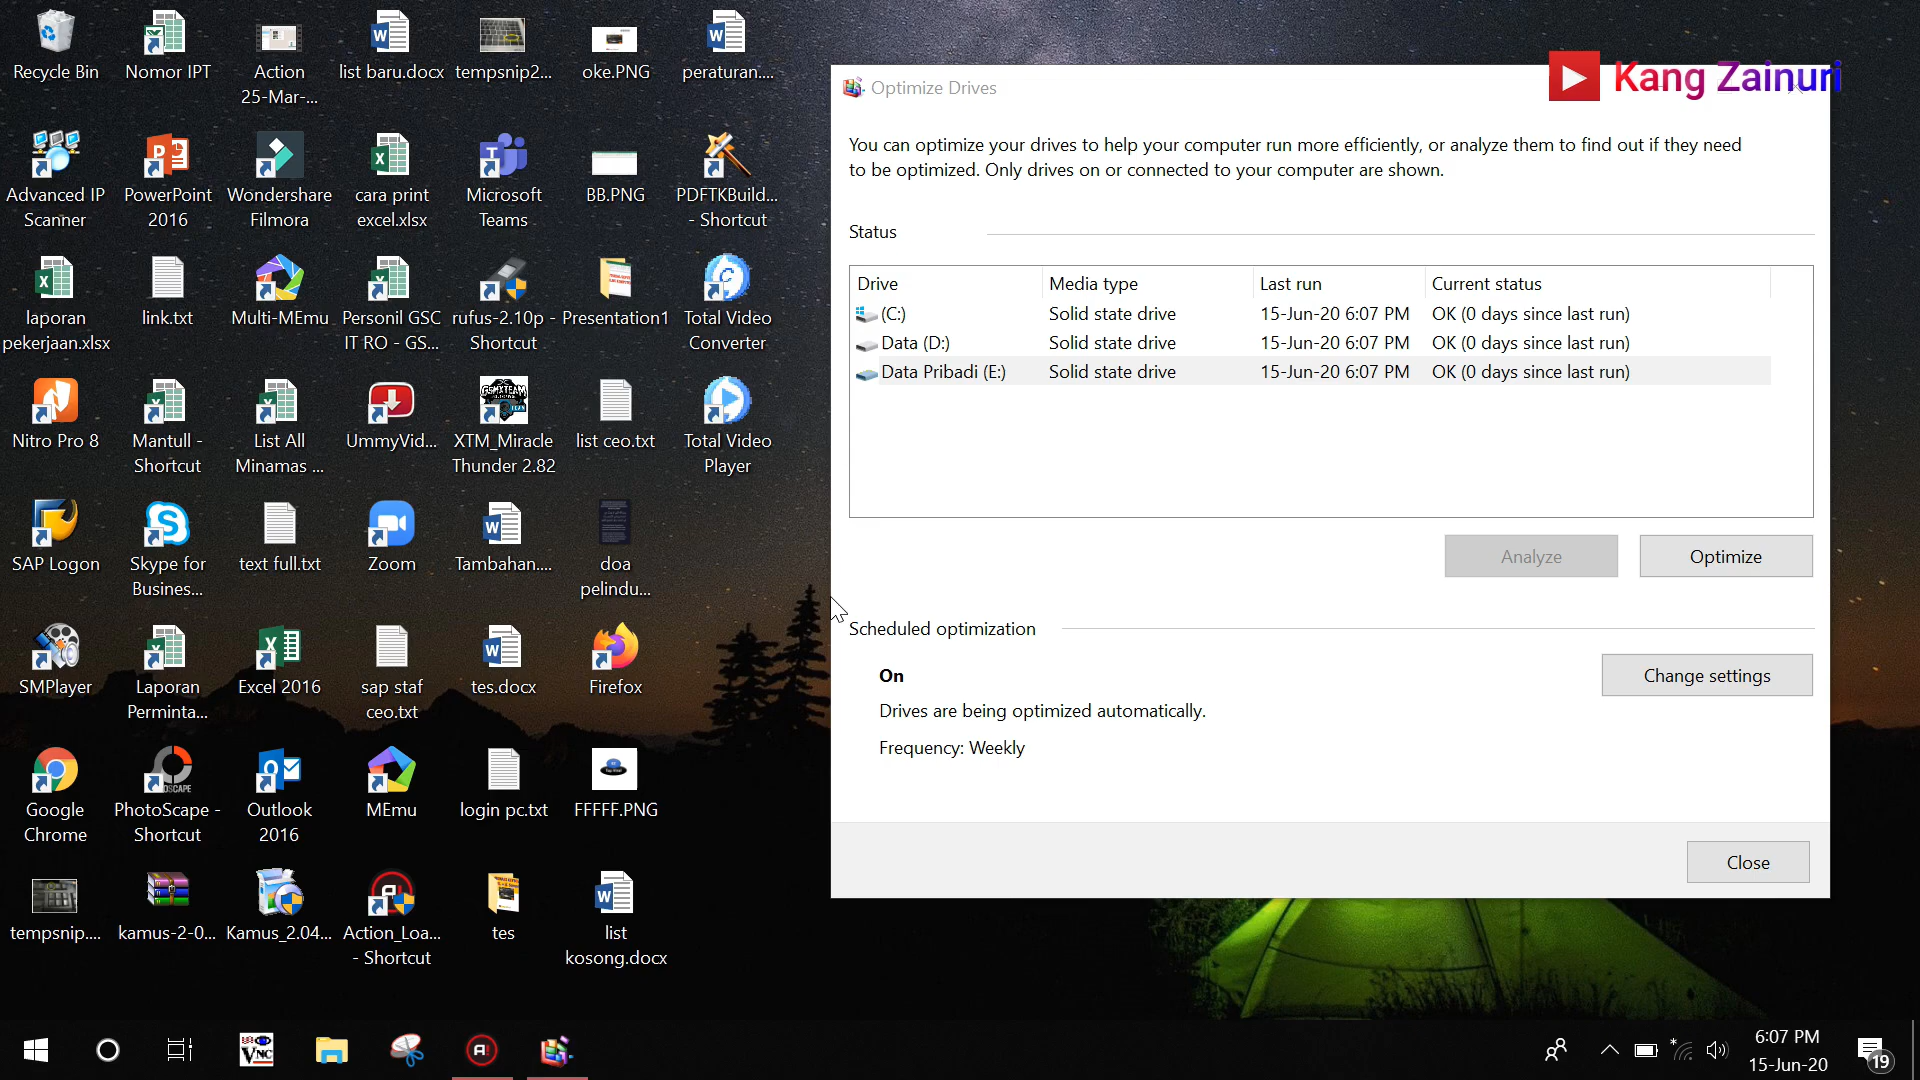 Recycle Bin
Nomor IPT
Action
25-Mar-...
list baru.docx
tempsnip2...
oke.PNG
peraturan....
Advanced IP
Scanner
PowerPoint
2016
Wondershare
Filmora
cara print
excel.xlsx
Microsoft
Teams
BB.PNG
PDFTKBuild...
- Shortcut
laporan
pekerjaan.xlsx
link.txt
Multi-MEmu
Personil GSC
IT RO - GS...
rufus-2.10p -
Shortcut
Presentation1
Total Video
Converter
Nitro Pro 8
Mantull -
Shortcut
List All
Minamas ...
UmmyVid...
XTM_Miracle
Thunder 2.82
list ceo.txt
Total Video
Player
SAP Logon
Skype for
Busines...
text full.txt
Zoom
Tambahan....
doa
pelindu...
SMPlayer
Laporan
Perminta...
Excel 2016
sap staf
ceo.txt
tes.docx
Firefox
Google
Chrome
PhotoScape -
Shortcut
Outlook
2016
MEmu
login pc.txt
FFFFF.PNG
tempsnip....
kamus-2-0...
Kamus_2.04...
Action_Loa...
- Shortcut
tes
list
kosong.docx
Kang Zainuri
Optimize Drives
You can optimize your drives to help your computer run more efficiently, or analyze them to find out if they need
to be optimized. Only drives on or connected to your computer are shown.
Status
Drive Media type Last run Current status
(C:) Solid state drive 15-Jun-20 6:07 PM OK (0 days since last run)
Data (D:) Solid state drive 15-Jun-20 6:07 PM OK (0 days since last run)
Data Pribadi (E:) Solid state drive 15-Jun-20 6:07 PM OK (0 days since last run)
Analyze Optimize
Scheduled optimization
On
Change settings
Drives are being optimized automatically.
Frequency: Weekly
Close
VNC
6:07 PM
15-Jun-20
19